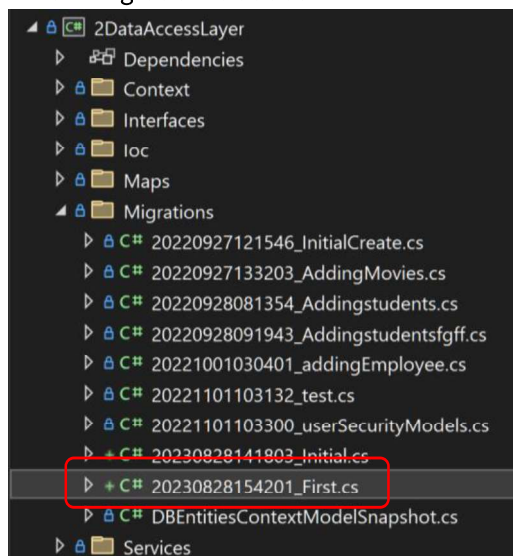 2DataAccessLayer
Dependencies
Context
Interfaces
Ioc
Maps
Migrations
C# 20220927121546_InitialCreate.cs
C# 20220927133203_AddingMovies.cs
C# 20220928081354_Addingstudents.cs
C# 20220928091943_Addingstudentsfgff.cs
C# 20221001030401_addingEmployee.cs
C# 20221101103132_test.cs
C# 20221101103300_userSecurityModels.cs
+ C# 20230828141803_Initial.cs
+ C# 20230828154201_First.cs
C# DBEntitiesContextModelSnapshot.cs
Services